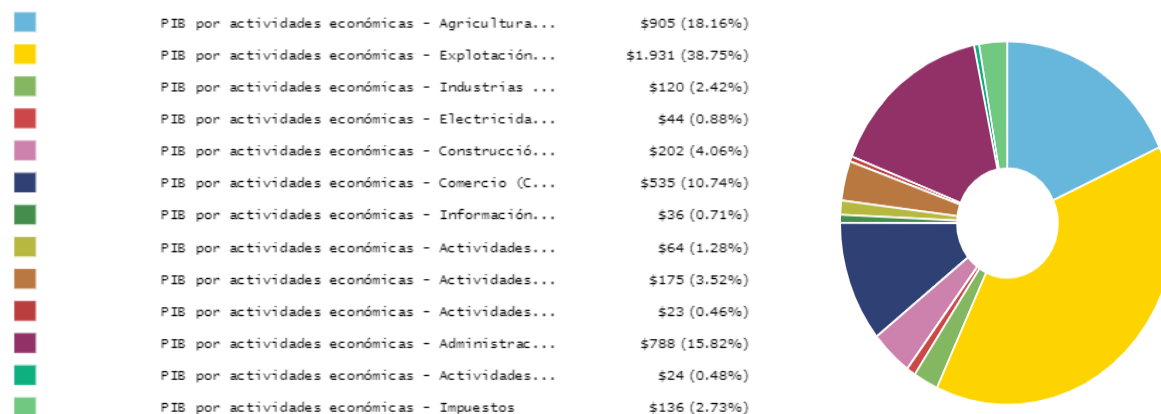 PIB por actividades económicas - Agricultura... $905 (18.16%)
PIB por actividades económicas - Explotación... $1.931 (38.75%)
PIB por actividades económicas - Industrias ... $120 (2.42%)
PIB por actividades económicas - Electricida... $44 (0.88%)
PIB por actividades económicas - Construcció... $202 (4.06%)
PIB por actividades económicas - Comercio (C... $535 (10.74%)
PIB por actividades económicas - Información... $36 (0.71%)
PIB por actividades económicas - Actividades... $64 (1.28%)
PIB por actividades económicas - Actividades... $175 (3.52%)
PIB por actividades económicas - Actividades... $23 (0.46%)
PIB por actividades económicas - Administrac... $788 (15.82%)
PIB por actividades económicas - Actividades... $24 (0.48%)
PIB por actividades económicas - Impuestos $136 (2.73%)